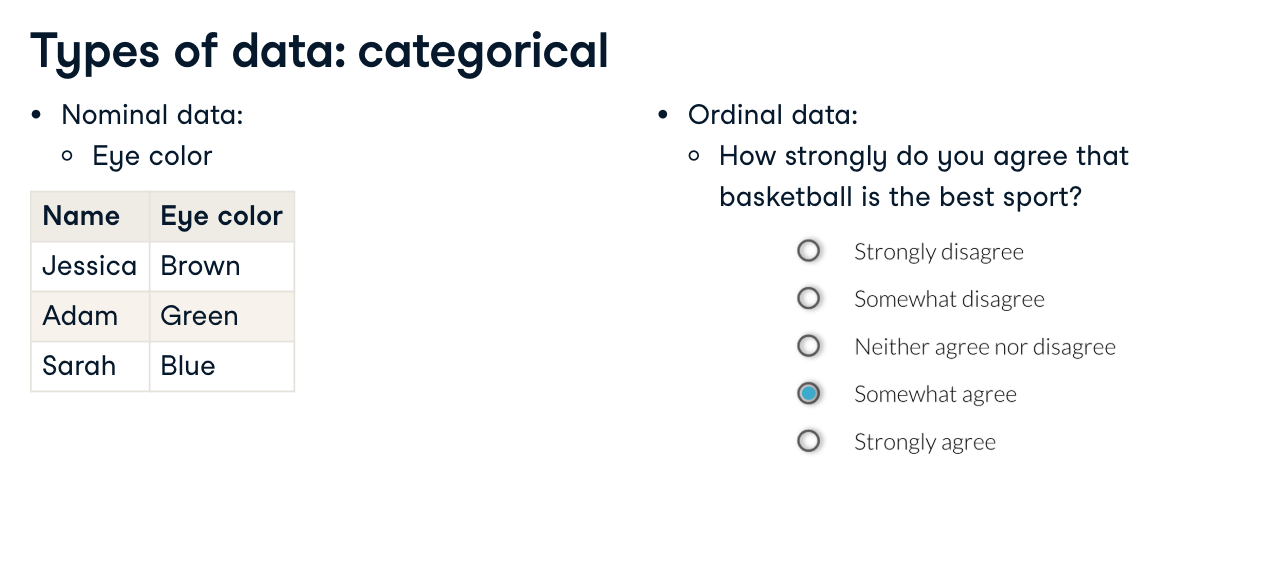 Types of data: categorical
• Nominal data:
○ Eye color
Name Eye color
Jessica Brown
Adam Green
Sarah Blue
• Ordinal data:
○ How strongly do you agree that
basketball is the best sport?
Strongly disagree
Somewhat disagree
Neither agree nor disagree
Somewhat agree
Strongly agree